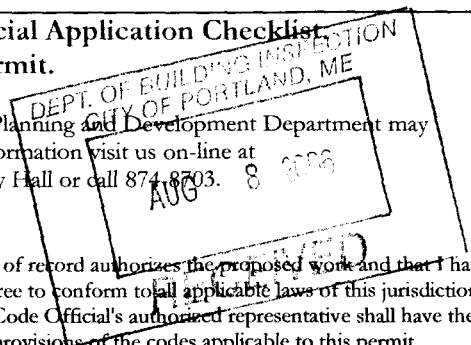 cial Application Checklist,
rmit.
DEPT. OF BUILDING INSPECTION
CITY OF PORTLAND, ME
Planning and Development Department may
formation visit us on-line at
y Hall or call 874-8703.
AUG 8 2006
RECEIVED
of record authorizes the proposed work and that I ha
ree to conform to all applicable laws of this jurisdiction
Code Official's authorized representative shall have the
provisions of the codes applicable to this permit